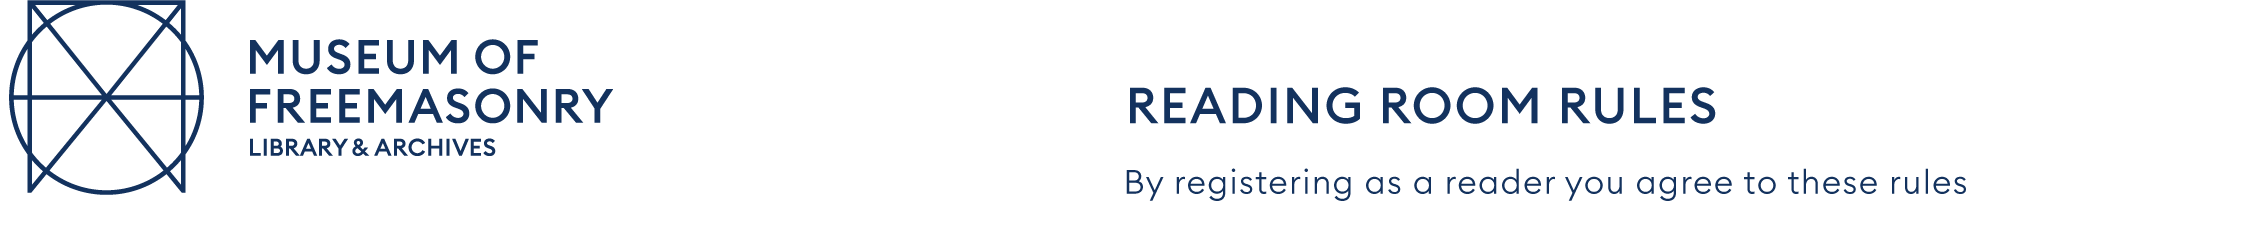 MUSEUM OF
FREEMASONRY
LIBRARY & ARCHIVES
READING ROOM RULES
By registering as a reader you agree to these rules